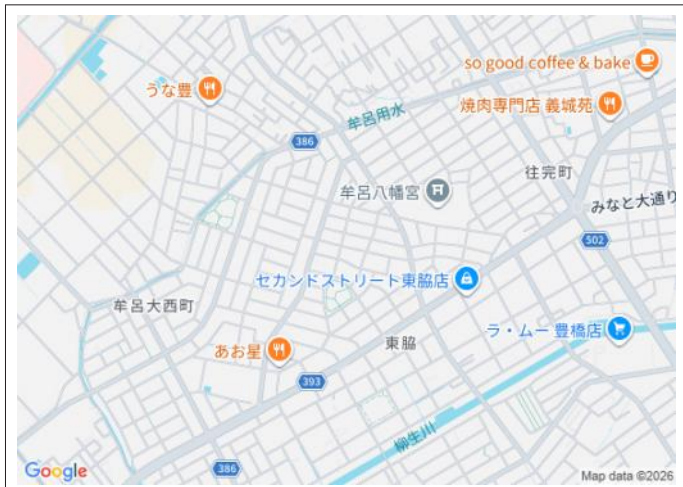 so good coffee & bake
うな豊
焼肉専門店 義城苑
牟呂用水
386
往完町
牟呂八幡宮
みなと大通り
502
セカンドストリート東脇店
牟呂大西町
ラ・ムー 豊橋店
東脇
あお星
393
柳生川
386
Google
Map data ©2026